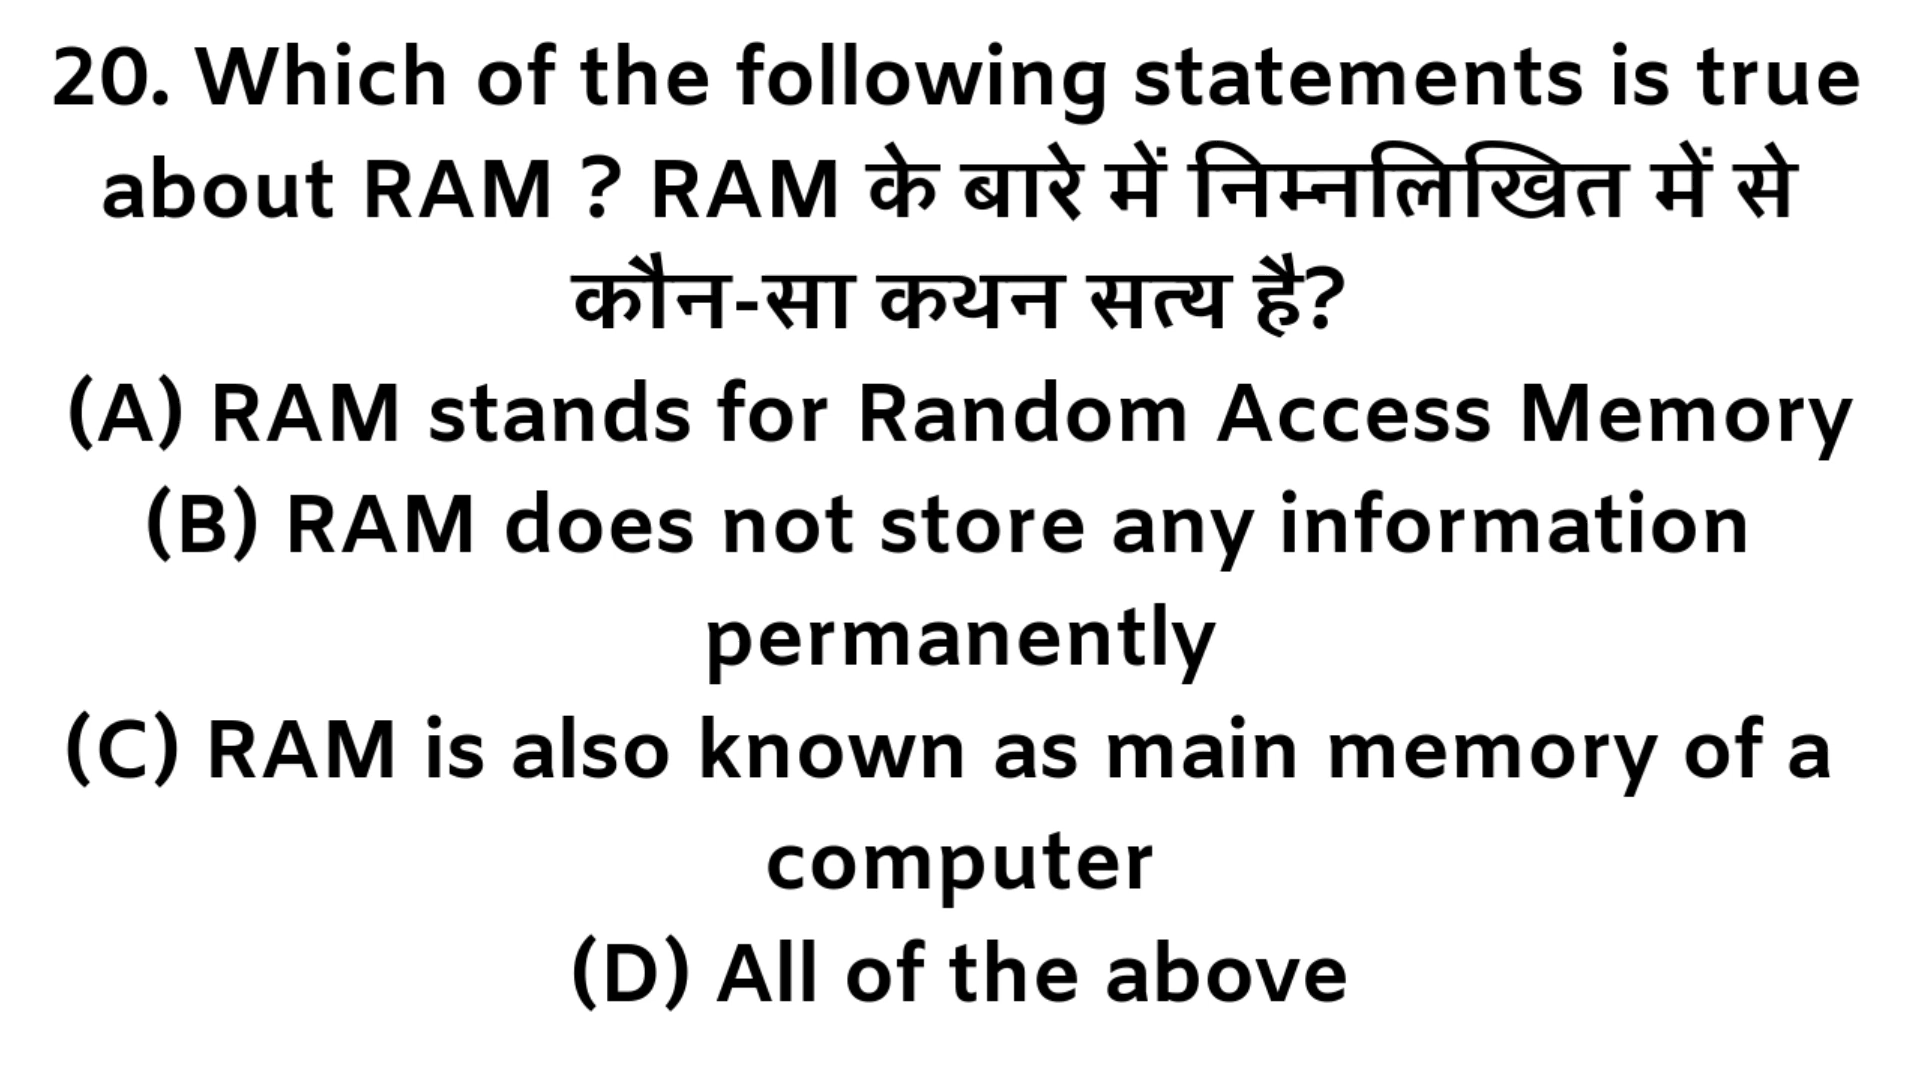 20. Which of the following statements is true
about RAM ? RAM के बारे में निम्नलिखित में से
कौन-सा कथन सत्य है?
(A) RAM stands for Random Access Memory
(B) RAM does not store any information
permanently
(C) RAM is also known as main memory of a
computer
(D) All of the above